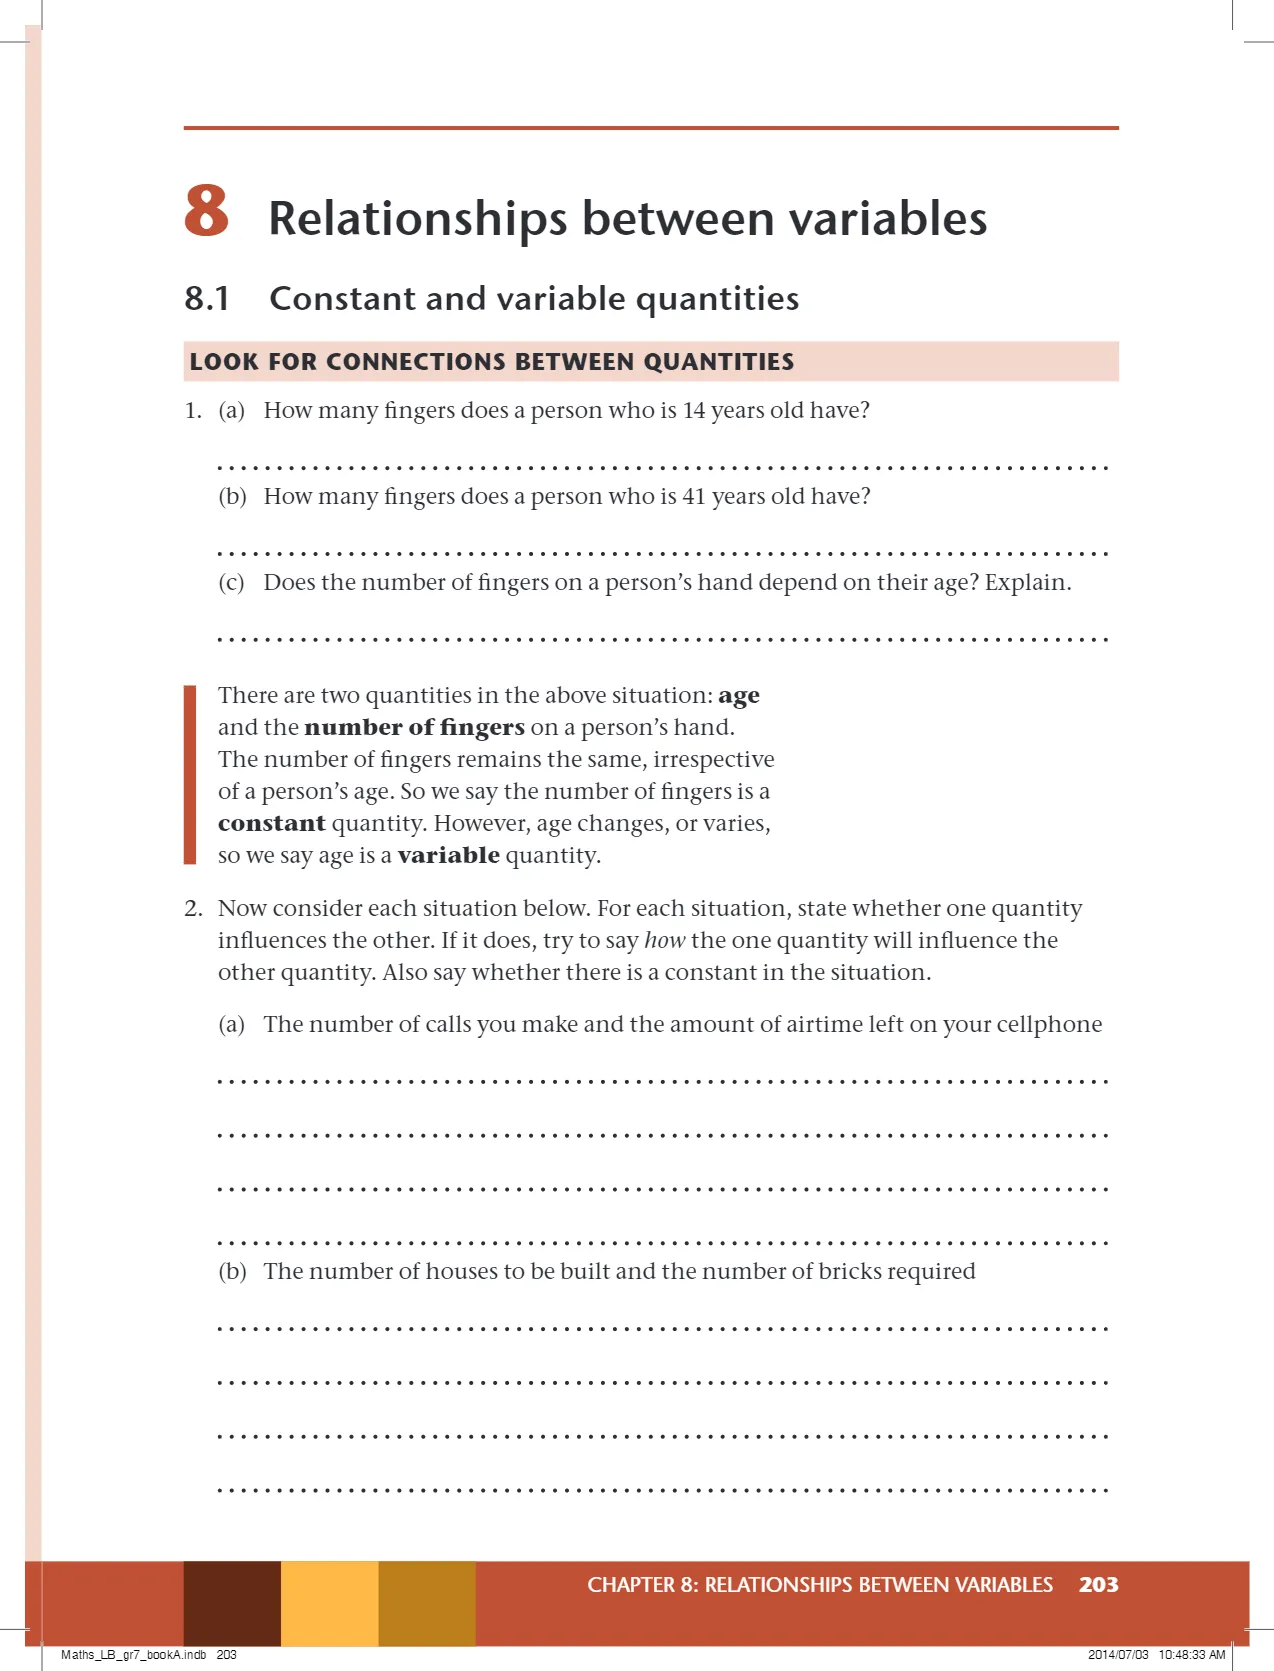 8 Relationships between variables
8.1 Constant and variable quantities
LOOK FOR CONNECTIONS BETWEEN QUANTITIES
1. (a) How many fingers does a person who is 14 years old have?
(b) How many fingers does a person who is 41 years old have?
(c) Does the number of fingers on a person’s hand depend on their age? Explain.
There are two quantities in the above situation: age
and the number of fingers on a person’s hand.
The number of fingers remains the same, irrespective
of a person’s age. So we say the number of fingers is a
constant quantity. However, age changes, or varies,
so we say age is a variable quantity.
2. Now consider each situation below. For each situation, state whether one quantity
influences the other. If it does, try to say how the one quantity will influence the
other quantity. Also say whether there is a constant in the situation.
(a) The number of calls you make and the amount of airtime left on your cellphone
(b) The number of houses to be built and the number of bricks required
CHAPTER 8: RELATIONSHIPS BETWEEN VARIABLES 203
Maths_LB_gr7_bookA.indb 203
2014/07/03 10:48:33 AM